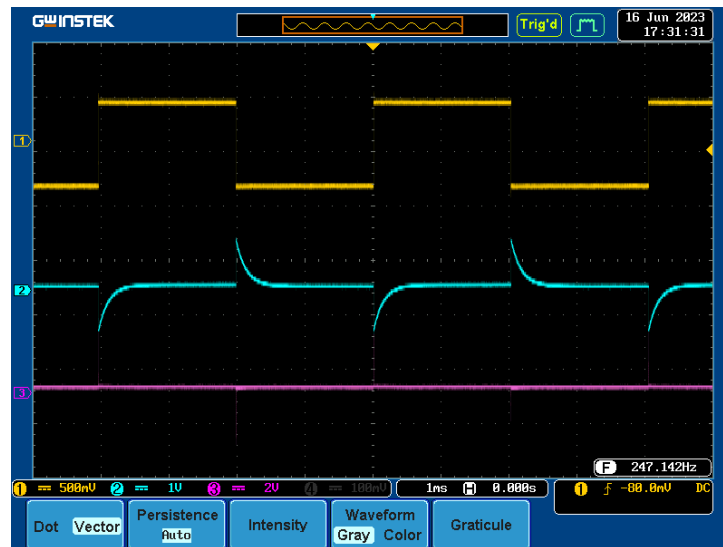 GWINSTEK
Trig'd
16 Jun 2023
17:31:31
1
2
3
F 247.142Hz
1 500mV 2 1V 3 2V 4 100mV 1ms H 0.000s 1 -80.0mV DC
Dot Vector
Persistence
Auto
Intensity
Waveform
Gray Color
Graticule